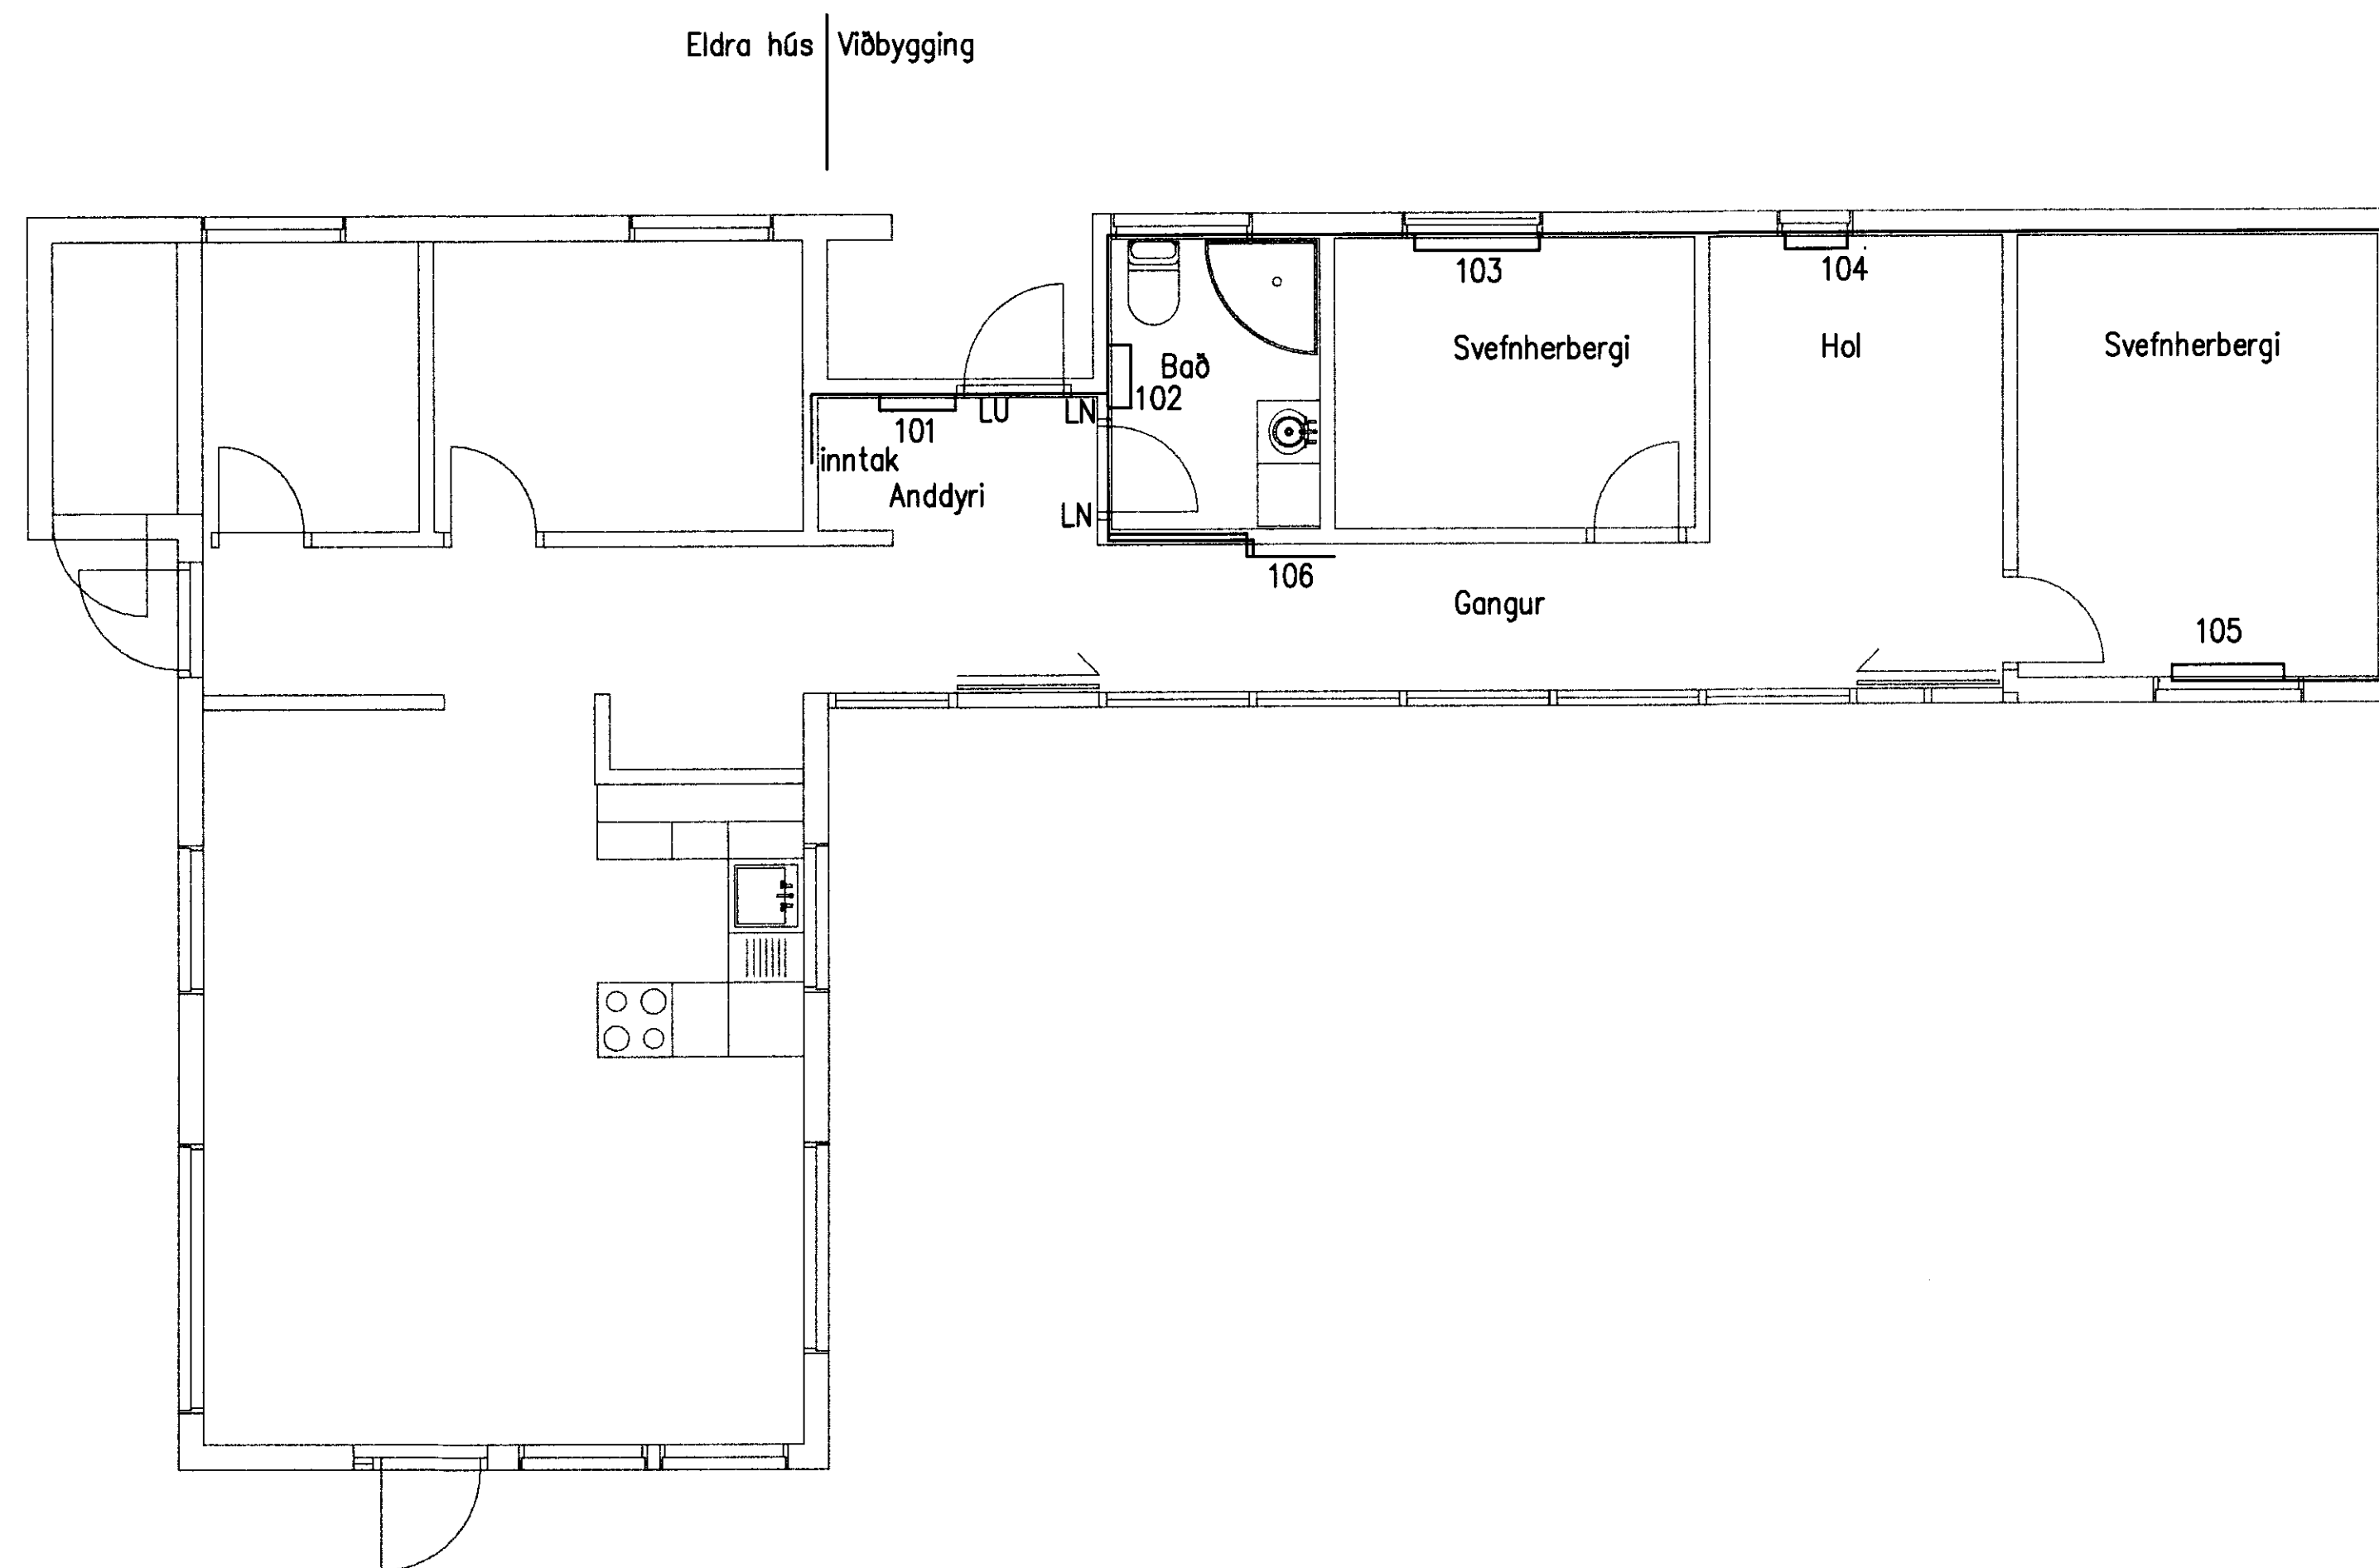 Eldra hús Viðbygging
103
104
Svefnherbergi
Hol
Svefnherbergi
Bað
102
101
LU
LN
inntak
Anddyri
LN
106
Gangur
105